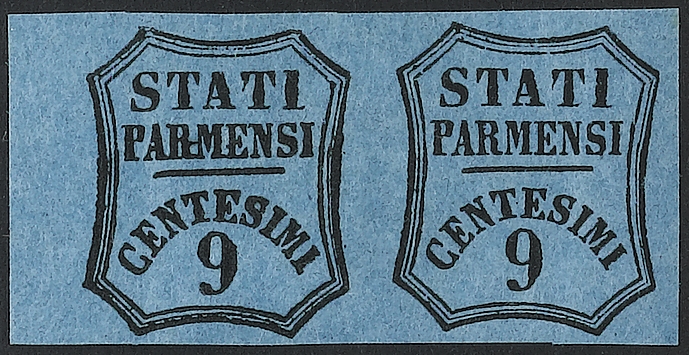 STATI
PARMENSI
CENTESIMI
9
STATI
PARMENSI
CENTESIMI
9